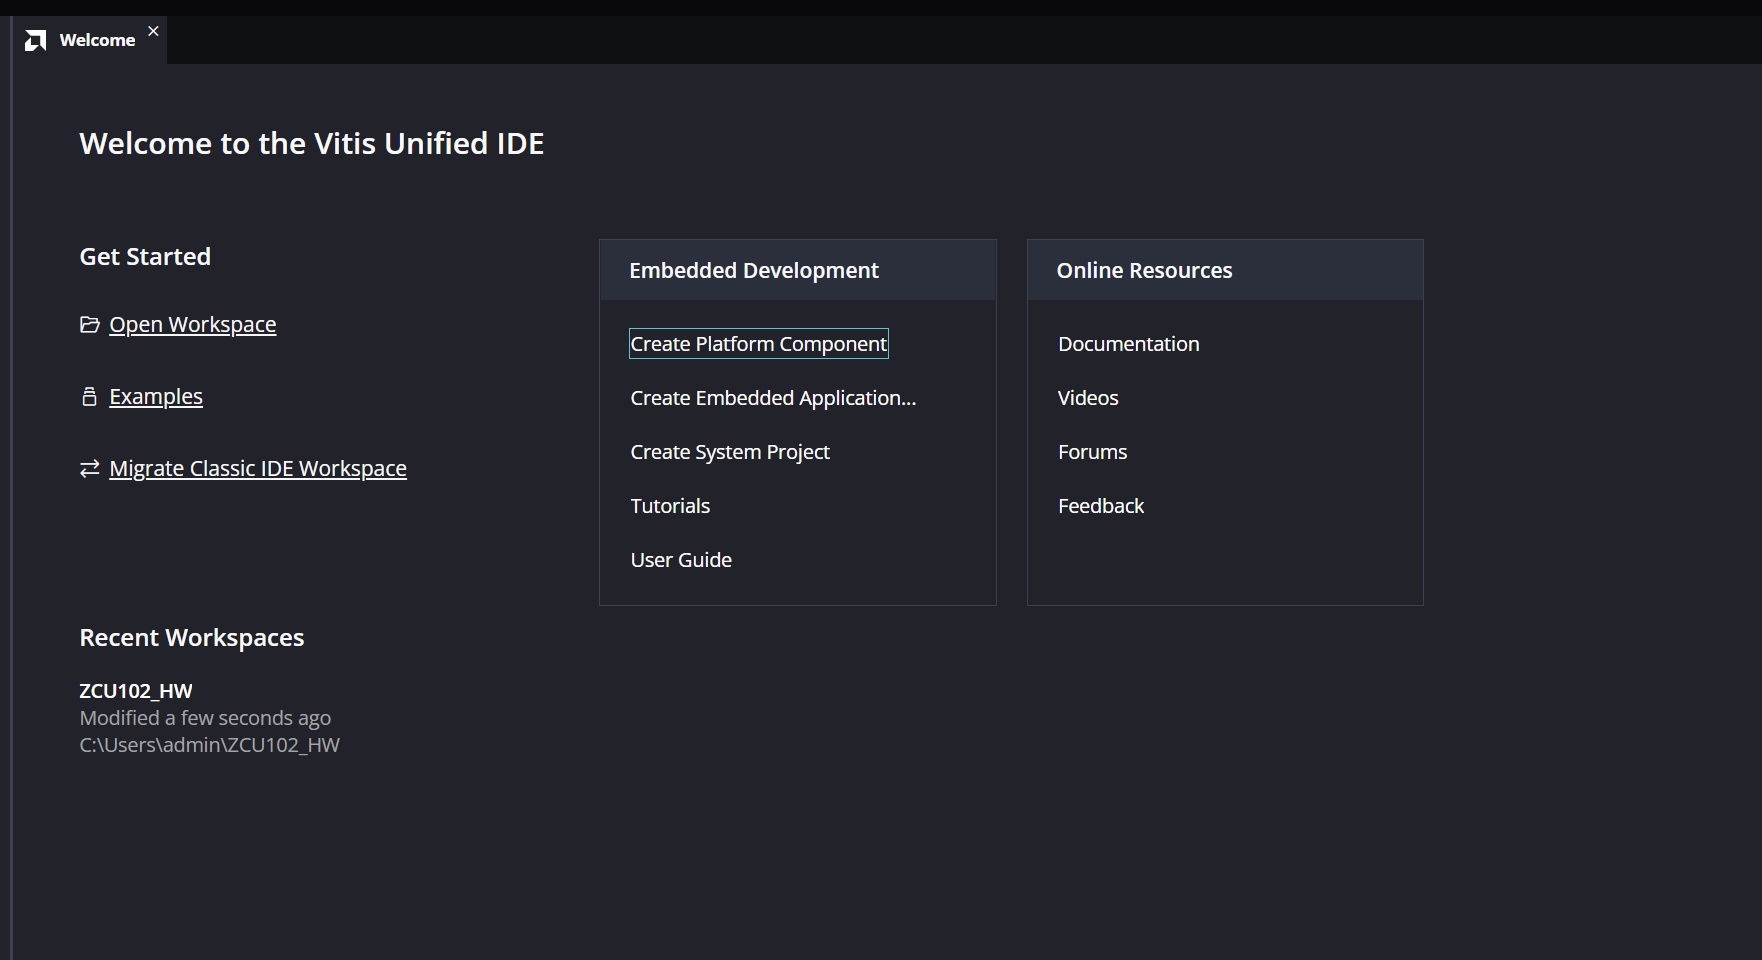 Welcome
Welcome to the Vitis Unified IDE
Get Started
Open Workspace
Examples
Migrate Classic IDE Workspace
Embedded Development
Create Platform Component
Create Embedded Application...
Create System Project
Tutorials
User Guide
Online Resources
Documentation
Videos
Forums
Feedback
Recent Workspaces
ZCU102_HW
Modified a few seconds ago
C:\Users\admin\ZCU102_HW